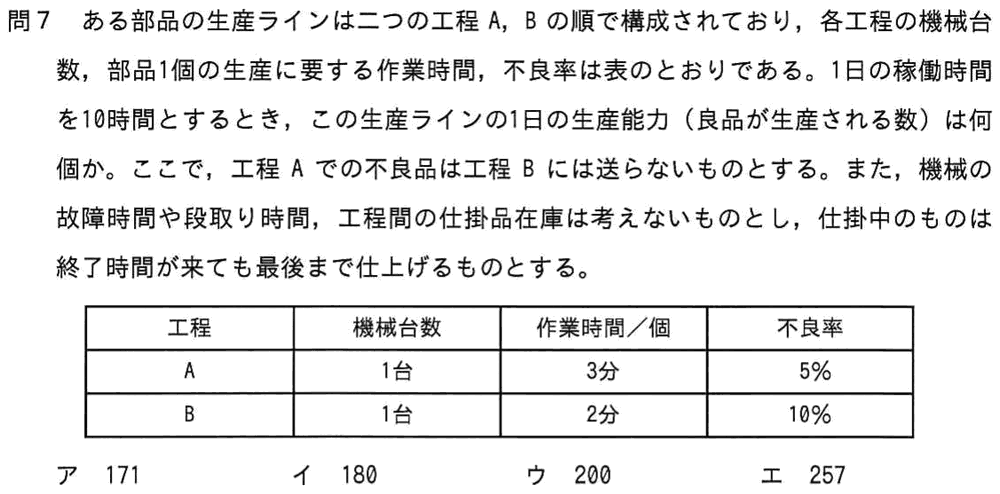 問7 ある部品の生産ラインは二つの工程 A，B の順で構成されており，各工程の機械台
数，部品1個の生産に要する作業時間，不良率は表のとおりである。1日の稼働時間
を10時間とするとき，この生産ラインの1日の生産能力（良品が生産される数）は何
個か。ここで，工程 A での不良品は工程 B には送らないものとする。また，機械の
故障時間や段取り時間，工程間の仕掛品在庫は考えないものとし，仕掛中のものは
終了時間が来ても最後まで仕上げるものとする。
工程 機械台数 作業時間／個 不良率
A 1台 3分 5%
B 1台 2分 10%
ア 171 イ 180 ウ 200 エ 257